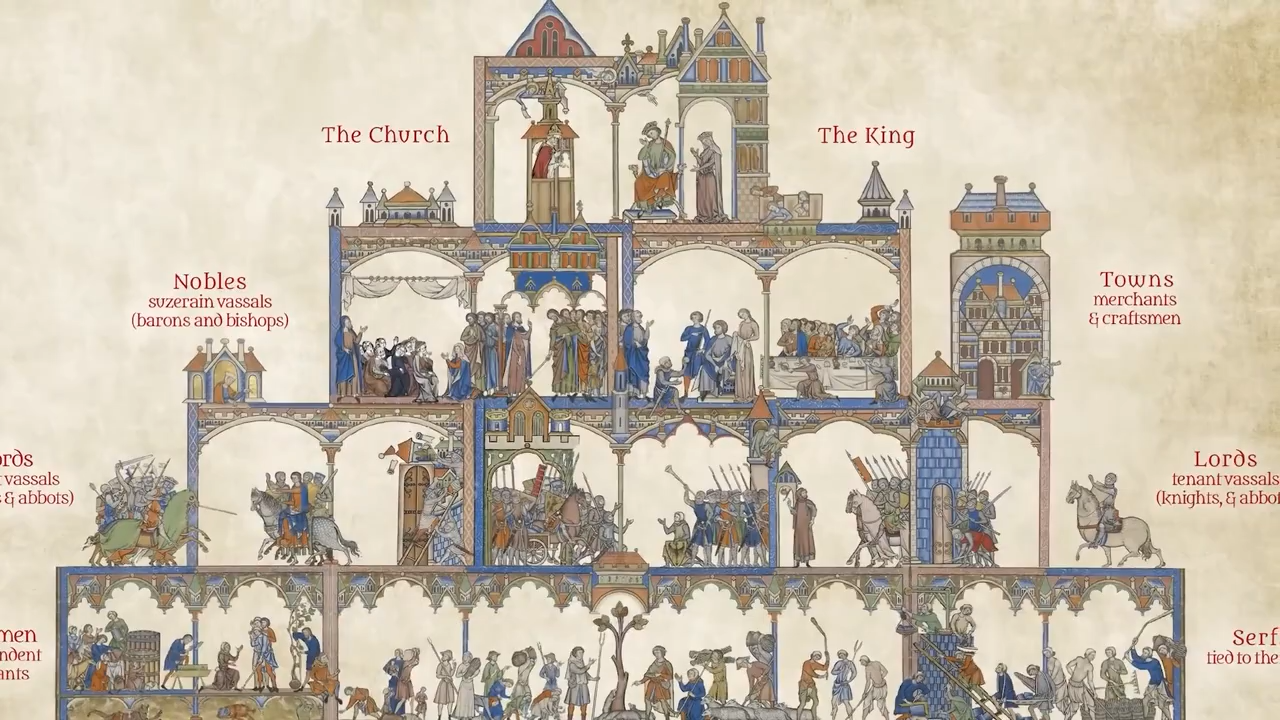 The Church
The King
Nobles
suzerain vassals
(barons and bishops)
Towns
merchants
& craftsmen
vassals
& abbots)
Lords
tenant vassals
(knights, &
tied to the